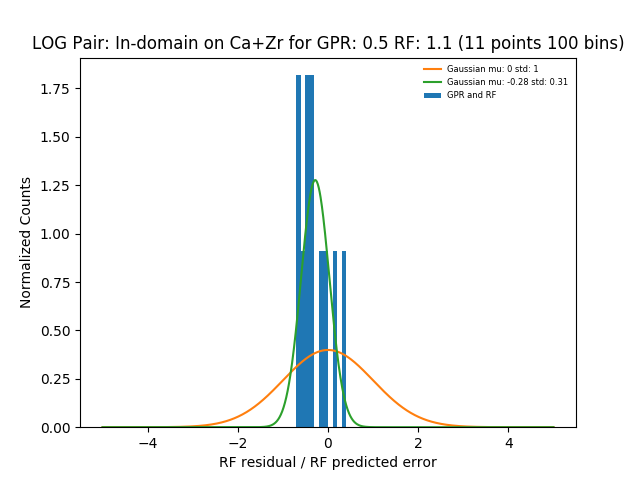 LOG Pair: In-domain on Ca+Zr for GPR: 0.5 RF: 1.1 (11 points 100 bins)
Gaussian mu: 0 std: 1
Gaussian mu: -0.28 std: 0.31
GPR and RF
Normalized Counts
1.75
1.50
1.25
1.00
0.75
0.50
0.25
0.00
−4
−2
0
2
4
RF residual / RF predicted error